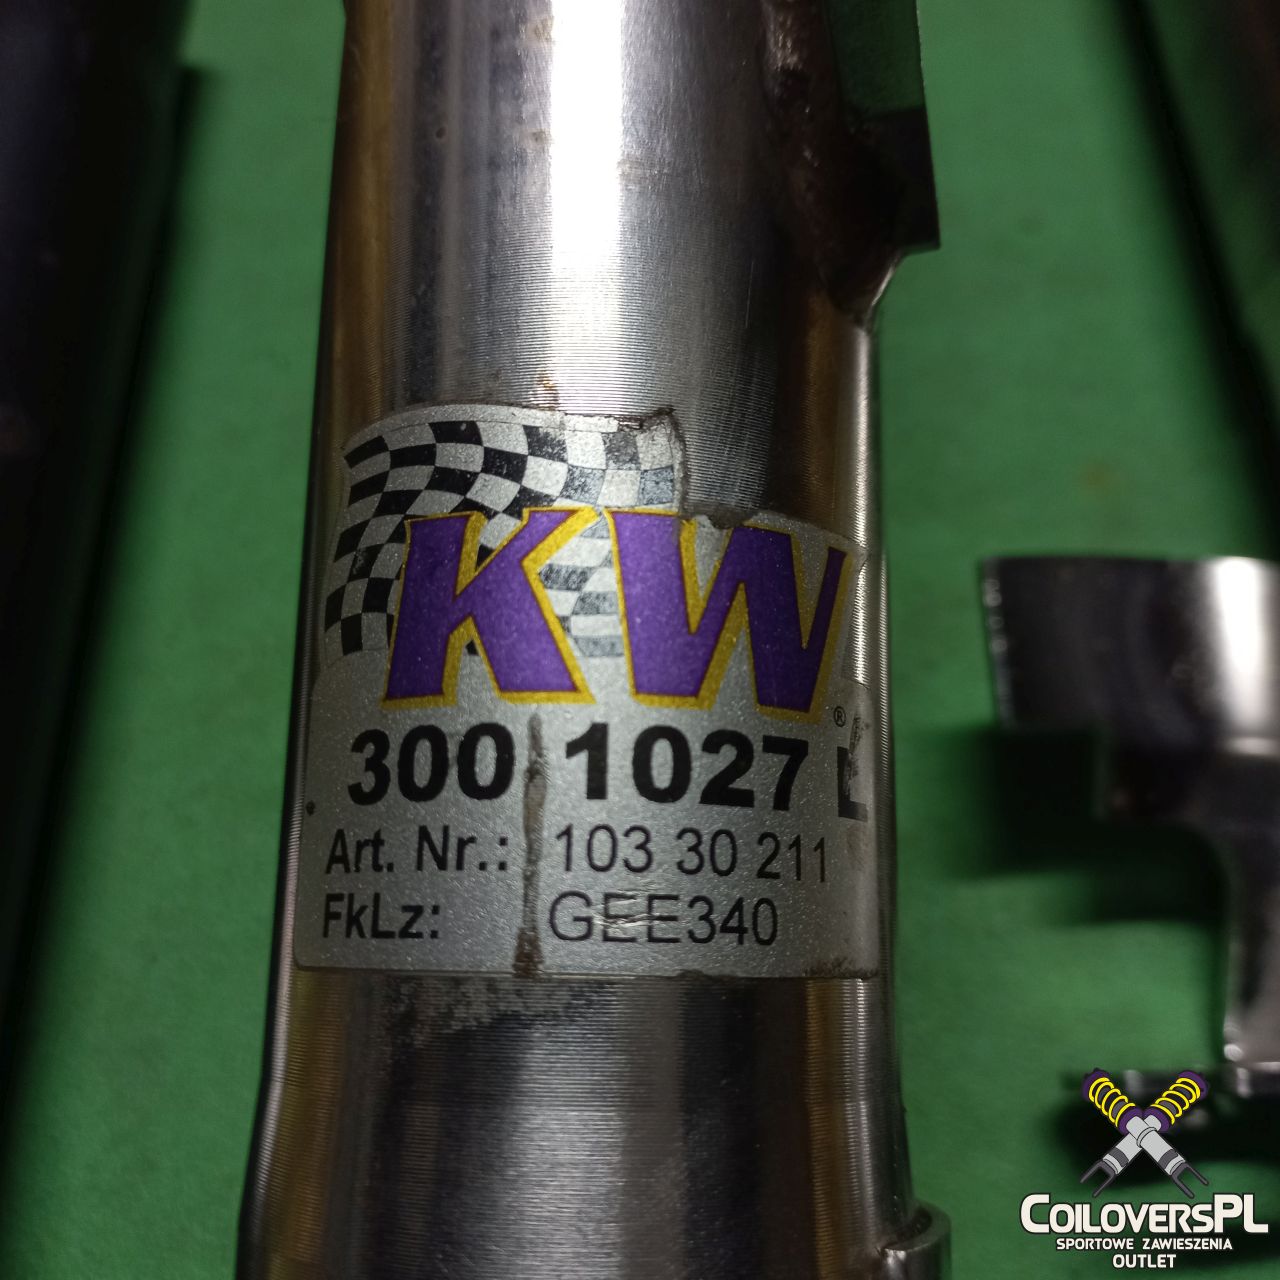 KW®
300 1027 L
Art. Nr.: 103 30 211
FkLz: GEE340
COILOVERSPL
SPORTOWE ZAWIESZENIA
OUTLET